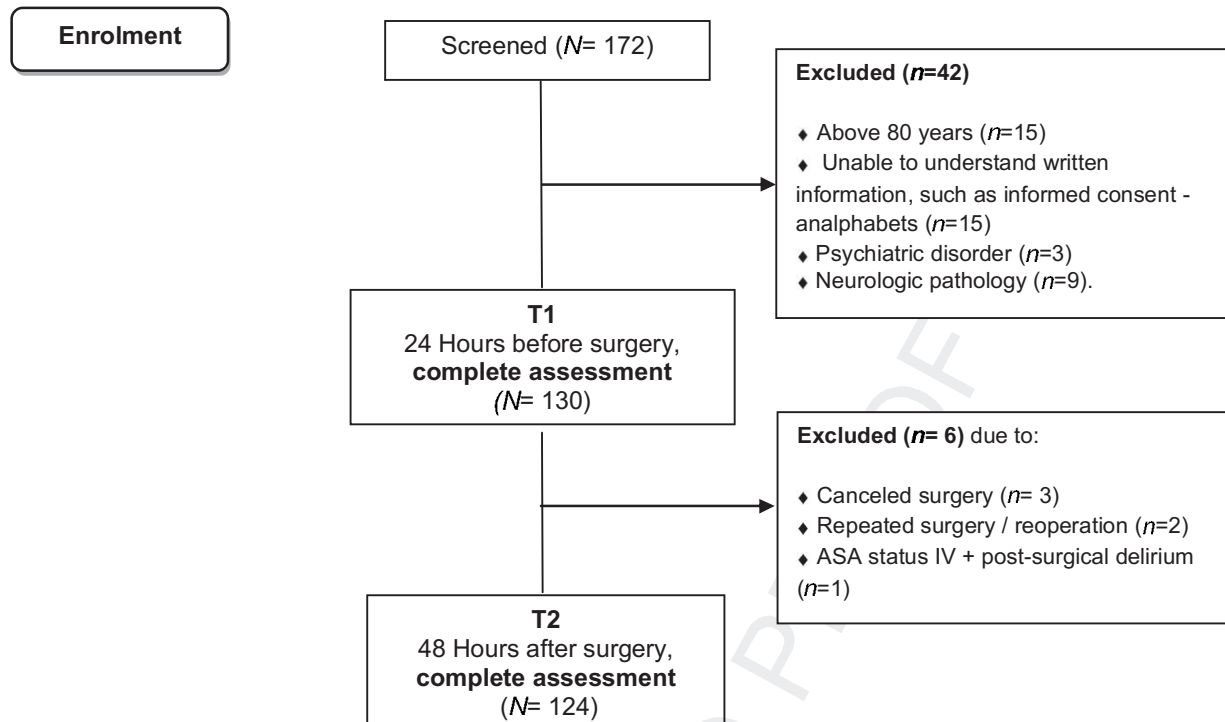 Enrolment
Screened (N= 172)
Excluded (n=42)
♦ Above 80 years (n=15)
♦ Unable to understand written
information, such as informed consent -
analphabets (n=15)
♦ Psychiatric disorder (n=3)
♦ Neurologic pathology (n=9).
T1
24 Hours before surgery,
complete assessment
(N= 130)
Excluded (n= 6) due to:
♦ Canceled surgery (n= 3)
♦ Repeated surgery / reoperation (n=2)
♦ ASA status IV + post-surgical delirium
(n=1)
T2
48 Hours after surgery,
complete assessment
(N= 124)